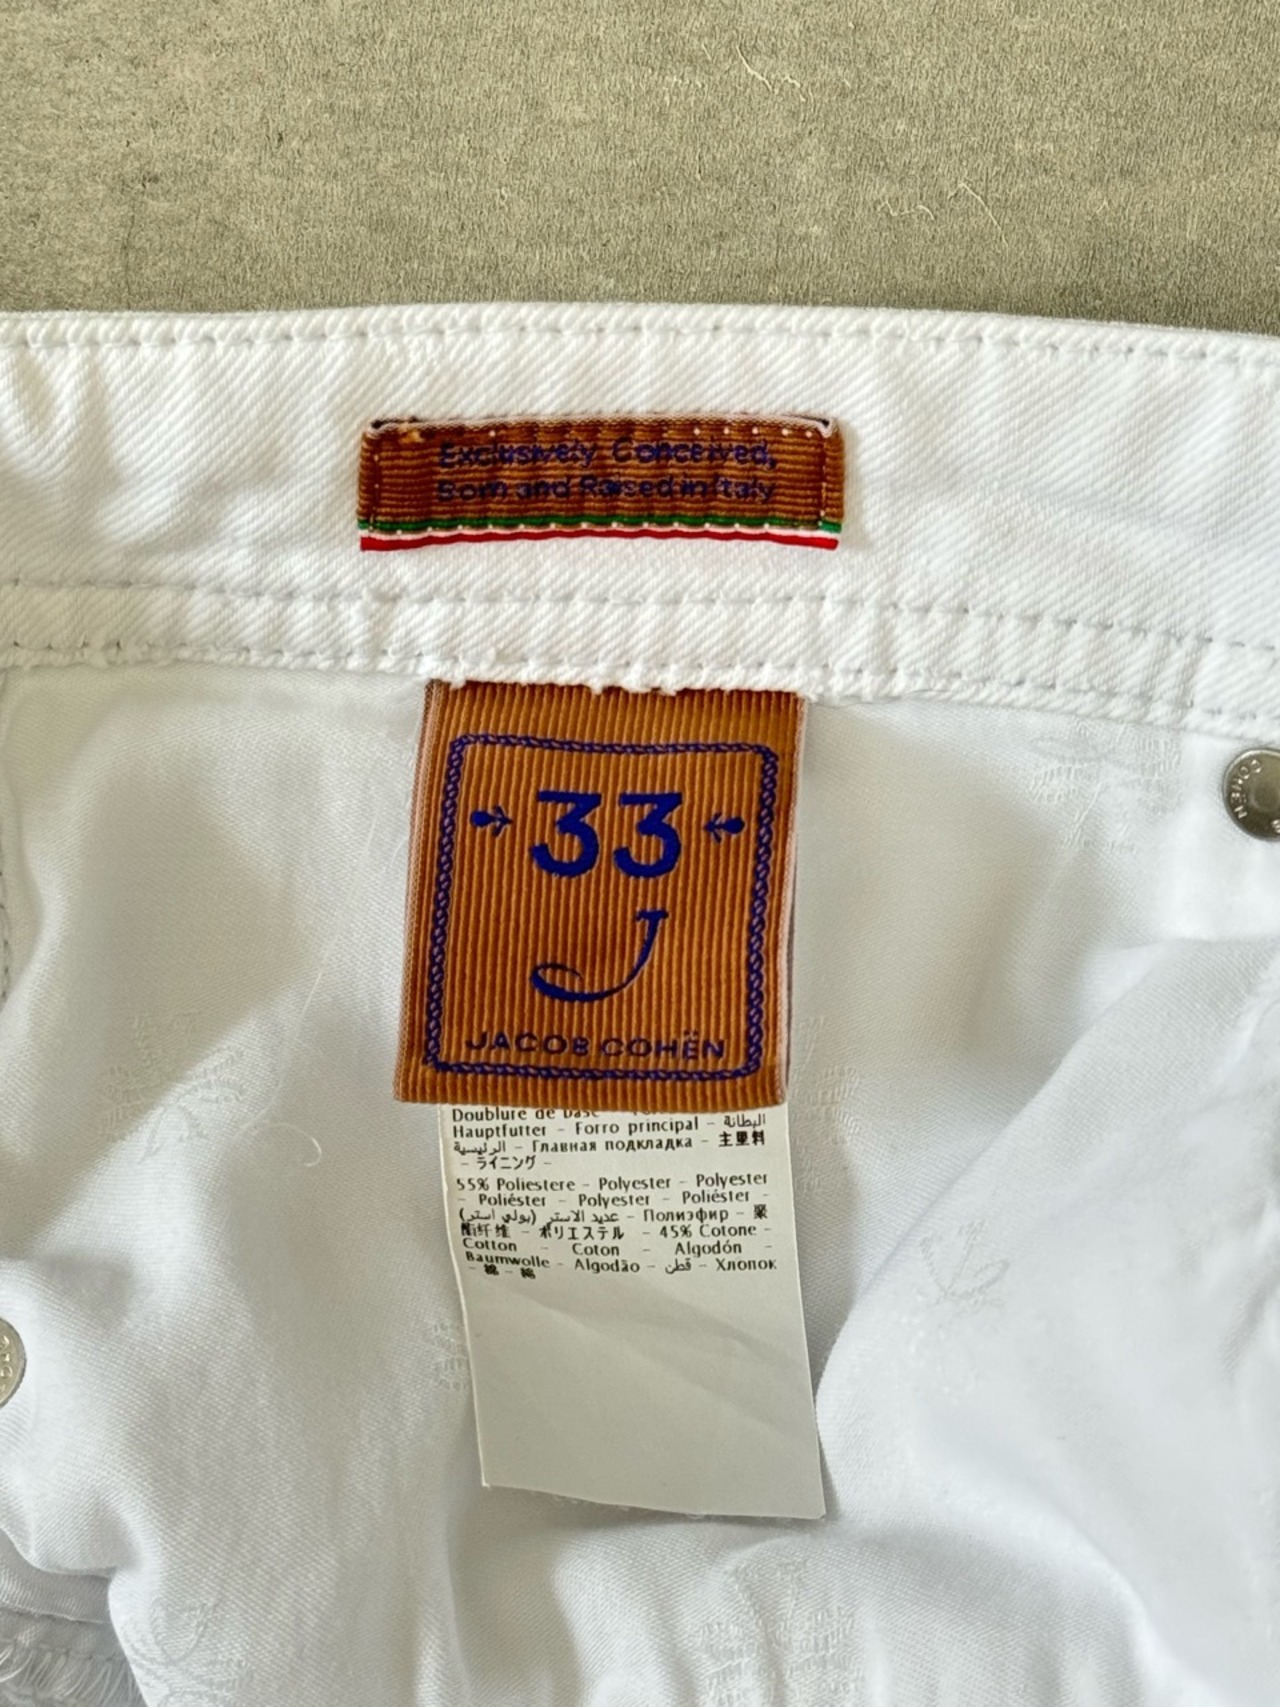 Exclusively Conceived,
Born and Raised in Italy
33
J
JACOB COHËN
COHEN
Doublure de base -
Hauptfutter - Forro principal - البطانة
الرئيسية - Главная подкладка - 主里料
- ライニング -
55% Poliestere - Polyester - Polyester
- Poliéster - Polyester - Poliéster -
عديد الاستر (بولي استر) - Полиэфир - 聚
酯纤维 - ポリエステル - 45% Cotone -
Cotton - Coton - Algodón -
Baumwolle - Algodão - قطن - Хлопок
- 棉 - 綿